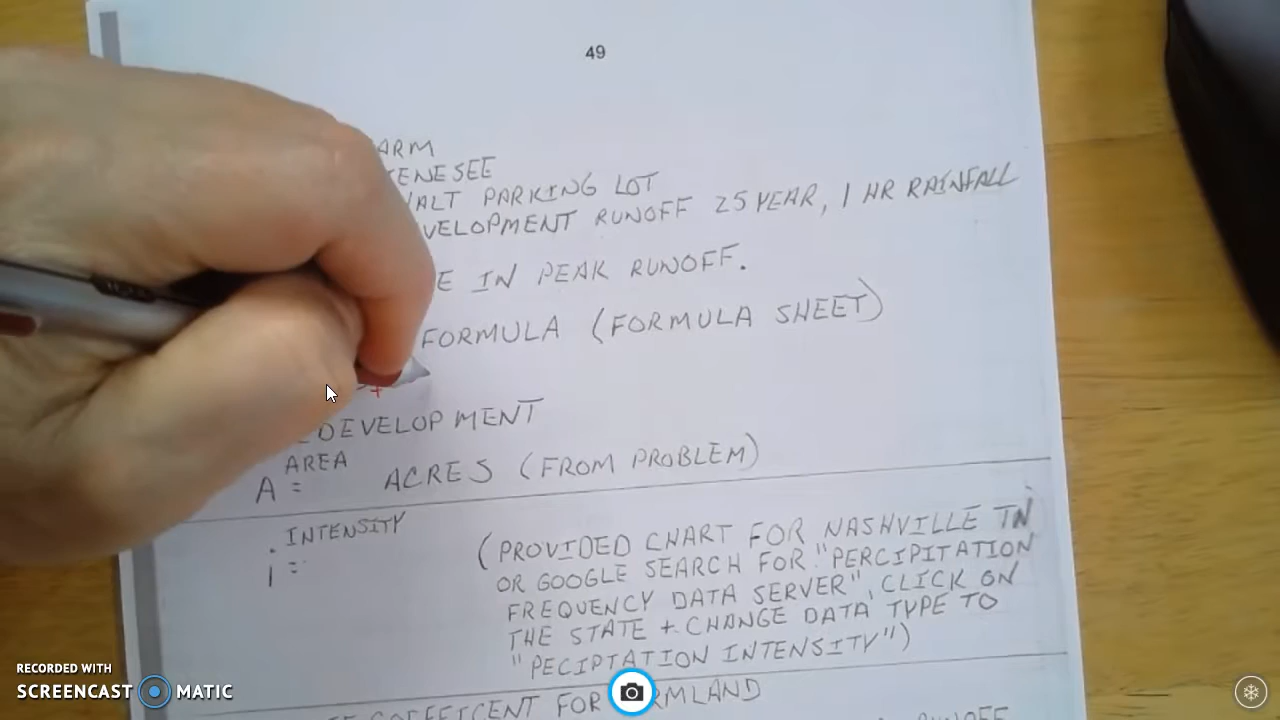 49
ARM
ENESEE
ALT PARKING LOT
VELOPMENT RUNOFF 25 YEAR, 1 HR RAINFALL
E IN PEAK RUNOFF.
FORMULA (FORMULA SHEET)
DEVELOPMENT
AREA
A = ACRES (FROM PROBLEM)
INTENSITY
i = (PROVIDED CHART FOR NASHVILLE TN
OR GOOGLE SEARCH FOR "PERCIPITATION
FREQUENCY DATA SERVER", CLICK ON
THE STATE + CHANGE DATA TYPE TO
"PECIPTATION INTENSITY")
COFFICENT FOR RMLAND
RUNOFF
RECORDED WITH
SCREENCAST MATIC